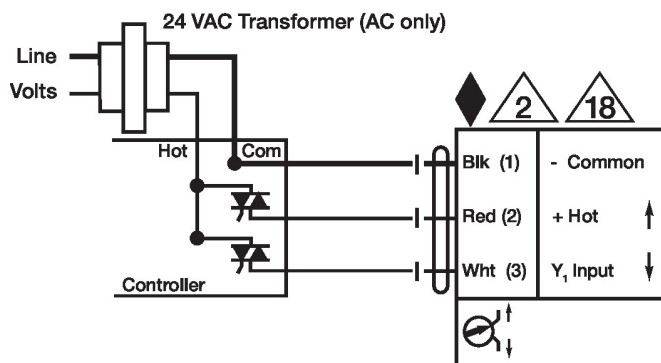 24 VAC Transformer (AC only)
Line
Volts
Hot
Com
2
18
Blk (1)
- Common
Red (2)
+ Hot
Wht (3)
Y₁ Input
Controller